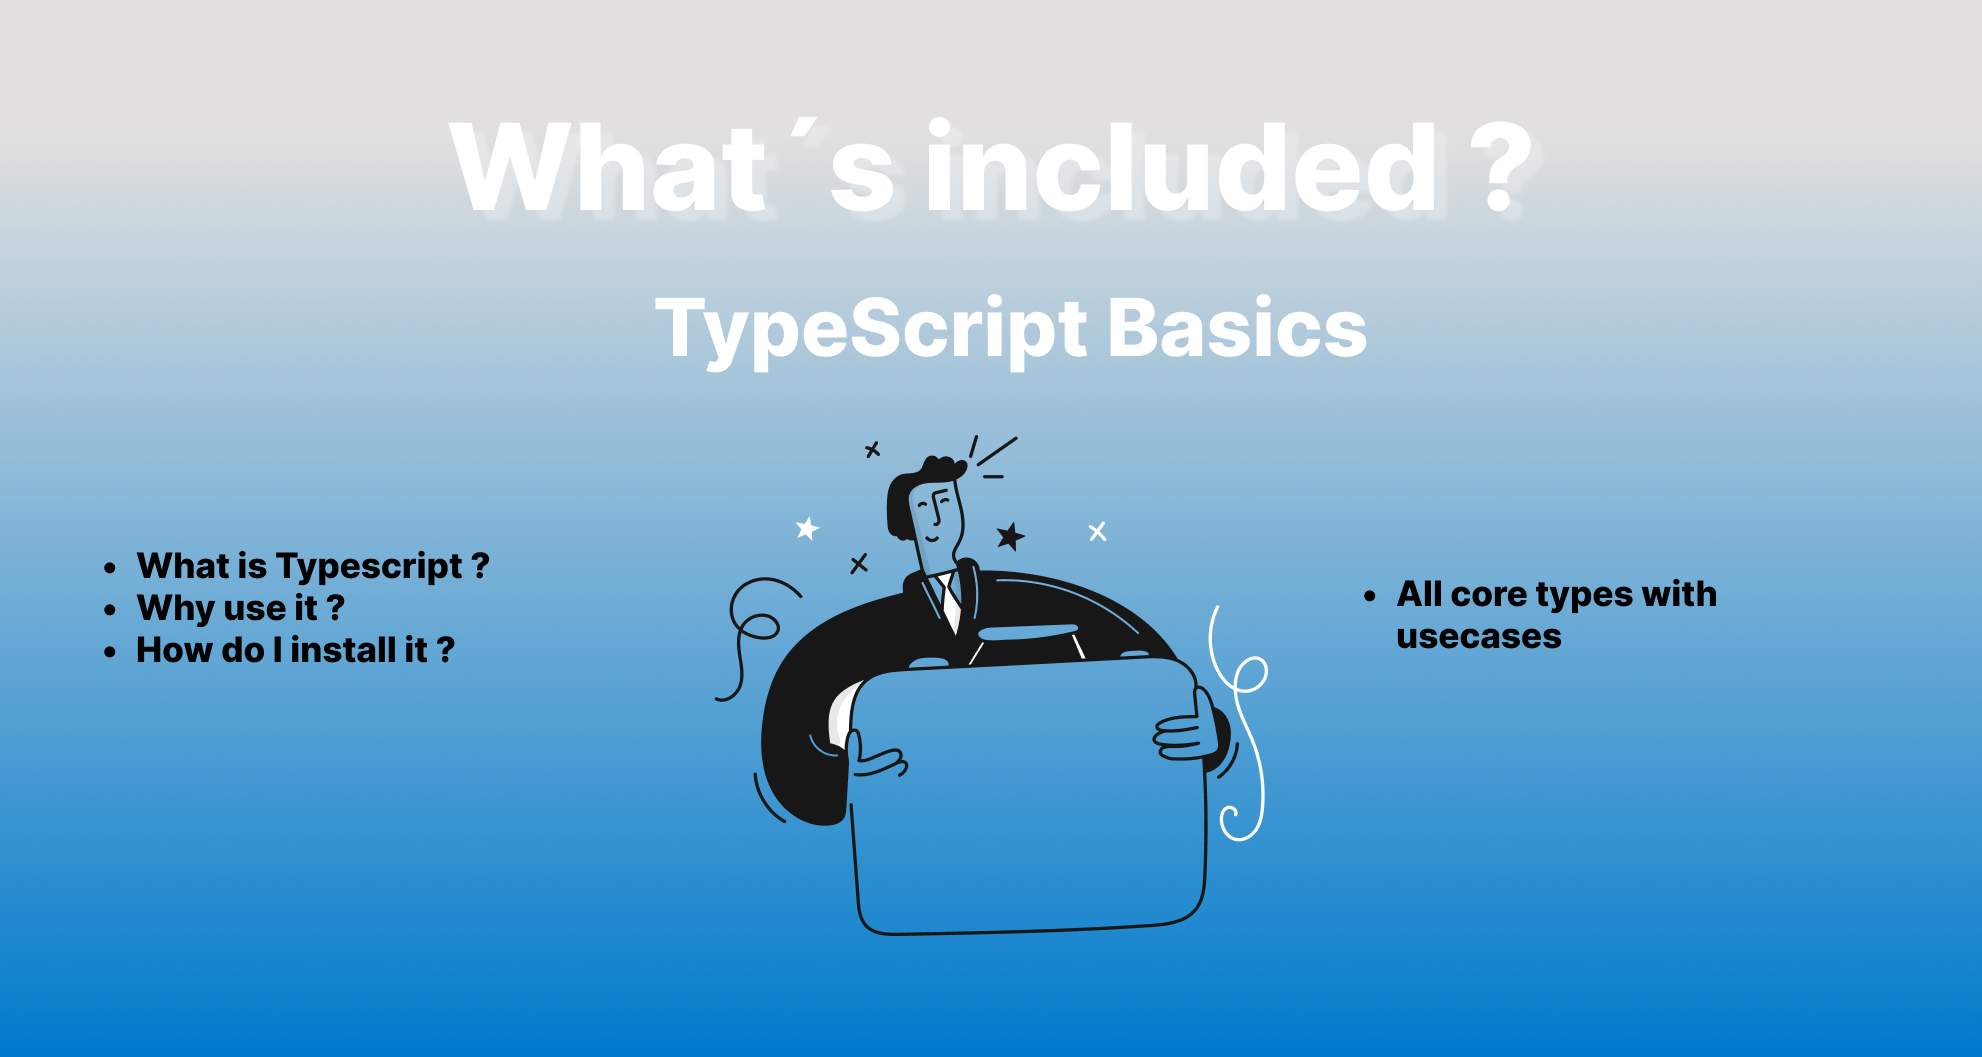 What´s included ?
TypeScript Basics
• What is Typescript ?
• Why use it ?
• How do I install it ?
• All core types with
usecases